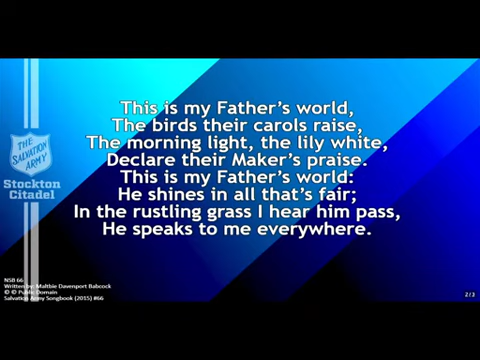 This is my Father's world,
The birds their carols raise,
The morning light, the lily white,
Declare their Maker's praise.
This is my Father's world:
He shines in all that's fair;
In the rustling grass I hear him pass,
He speaks to me everywhere.
THE
SALVATION
ARMY
Stockton
Citadel
NSB 66
Written by: Maltbie Davenport Babcock
© © Public Domain
Salvation Army Songbook (2015) #66
2/3